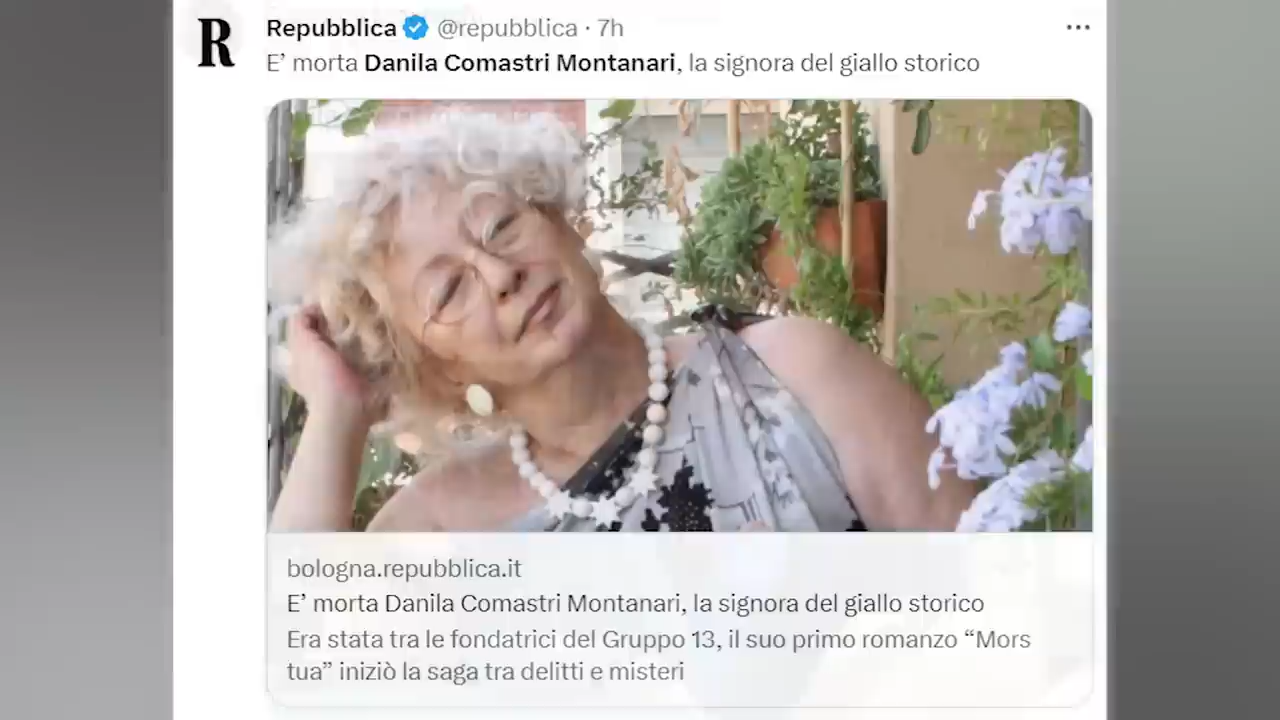 R
Repubblica @repubblica · 7h
E’ morta Danila Comastri Montanari, la signora del giallo storico
bologna.repubblica.it
E’ morta Danila Comastri Montanari, la signora del giallo storico
Era stata tra le fondatrici del Gruppo 13, il suo primo romanzo “Mors
tua” iniziò la saga tra delitti e misteri